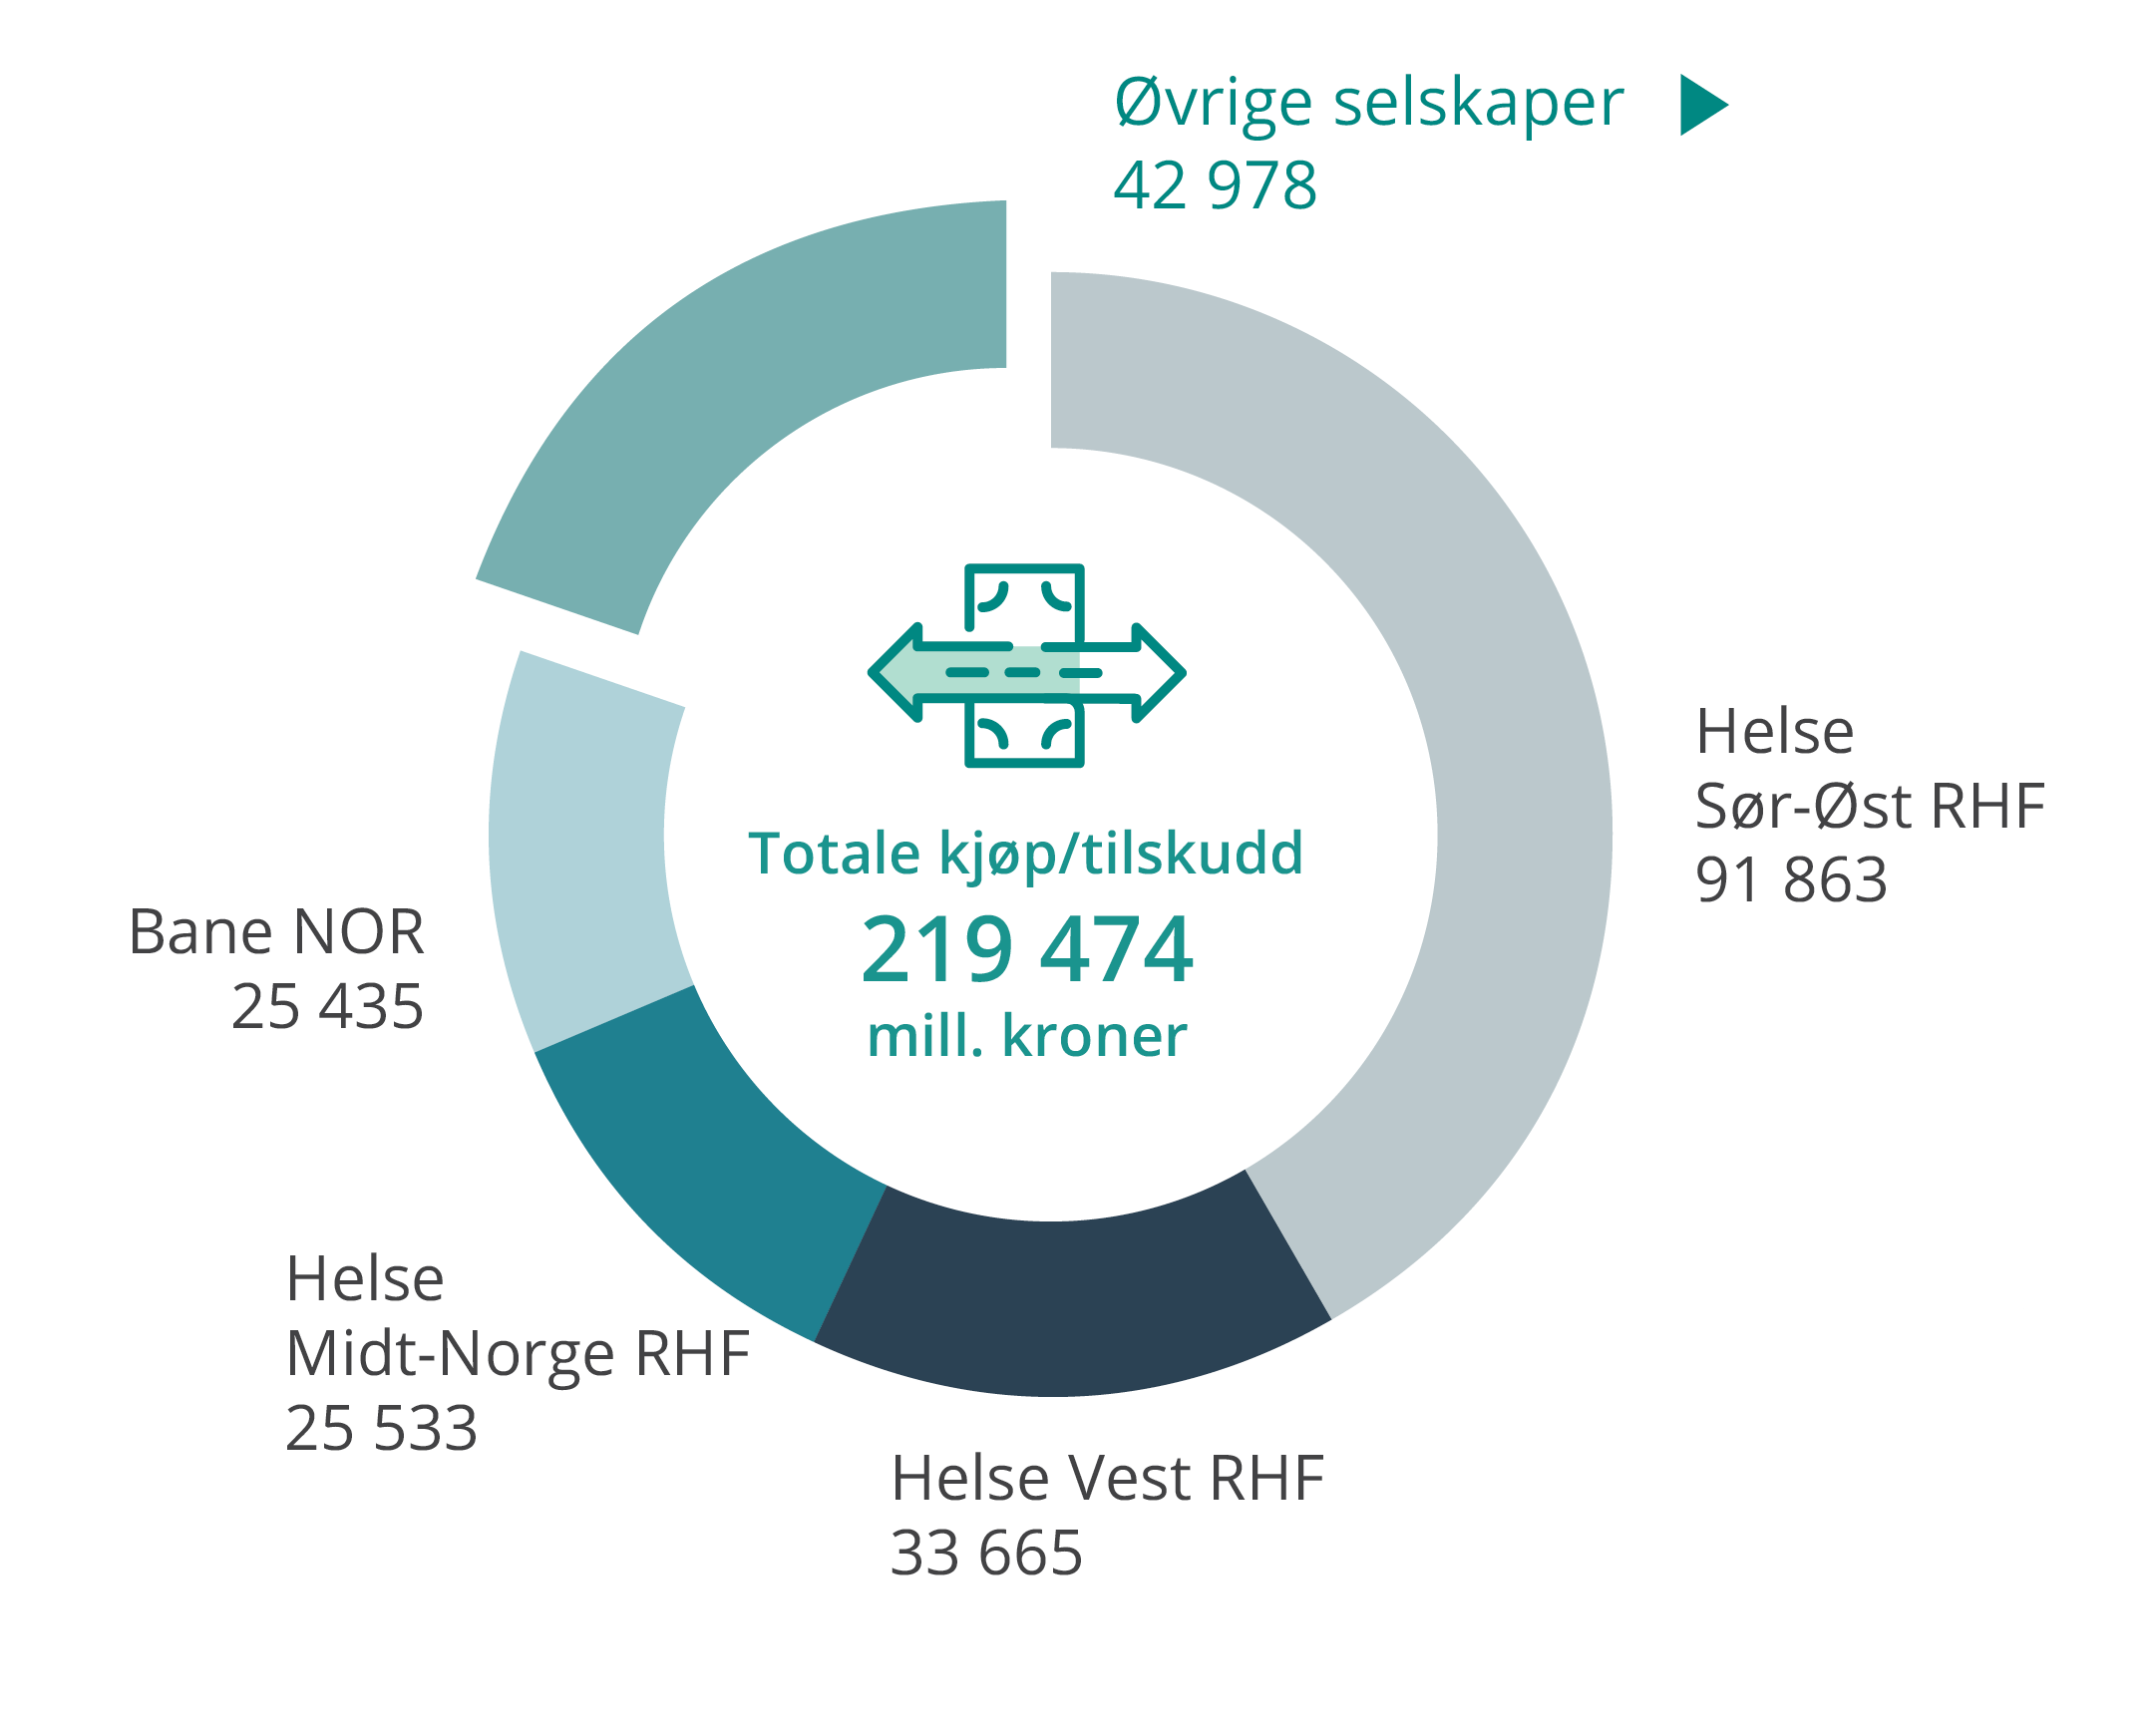 Øvrige selskaper
42 978
Helse
Sør-Øst RHF
91 863
Totale kjøp/tilskudd
219 474
mill. kroner
Bane NOR
25 435
Helse
Midt-Norge RHF
25 533
Helse Vest RHF
33 665